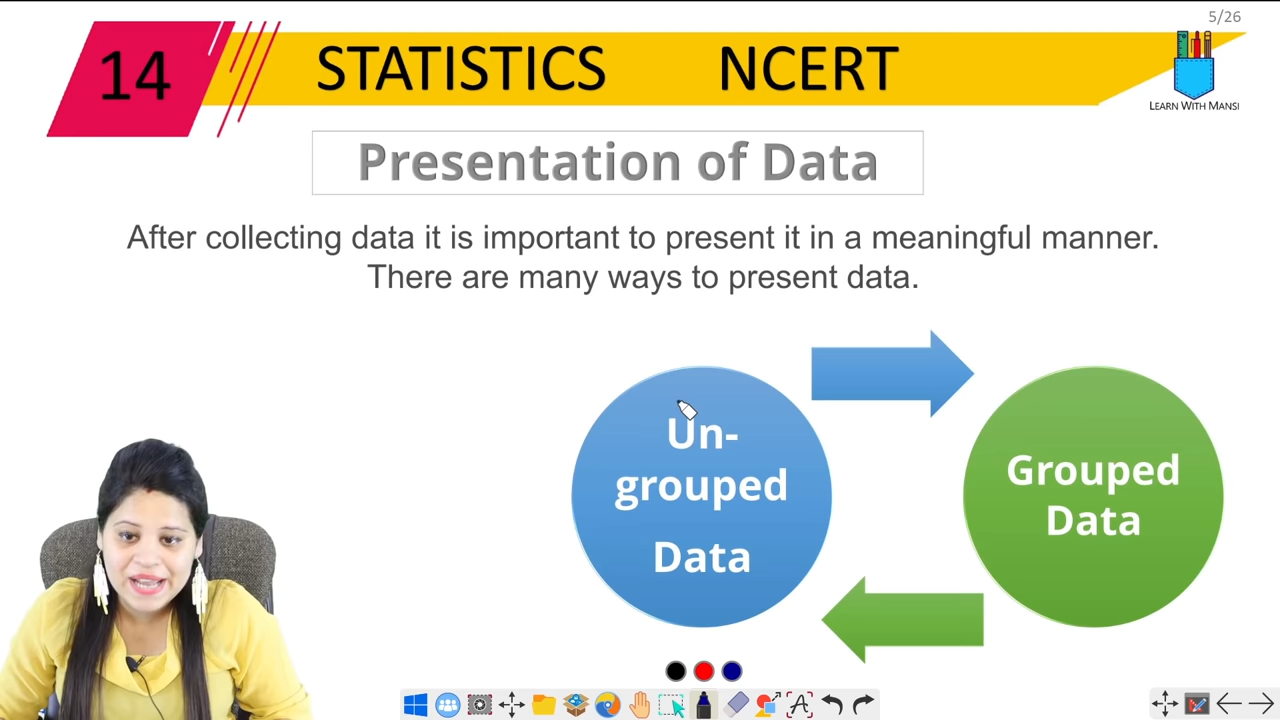 5/26
14
STATISTICS NCERT
LEARN WITH MANSI
Presentation of Data
After collecting data it is important to present it in a meaningful manner.
There are many ways to present data.
Un-
grouped
Data
Grouped
Data